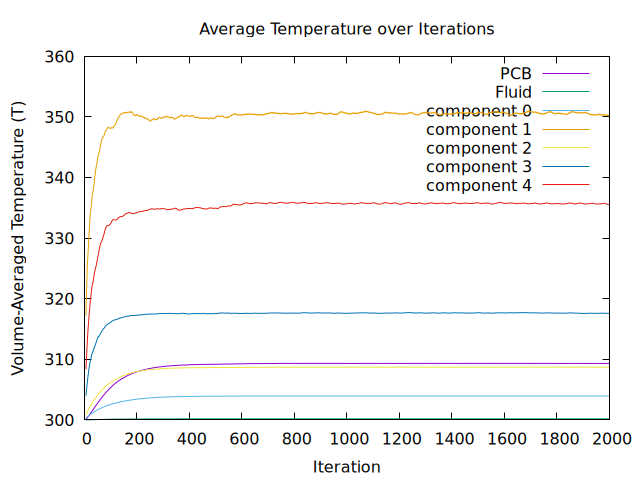 Average Temperature over Iterations
Volume-Averaged Temperature (T)
360
350
340
330
320
310
300
PCB
Fluid
component 0
component 1
component 2
component 3
component 4
0 200 400 600 800 1000 1200 1400 1600 1800 2000
Iteration